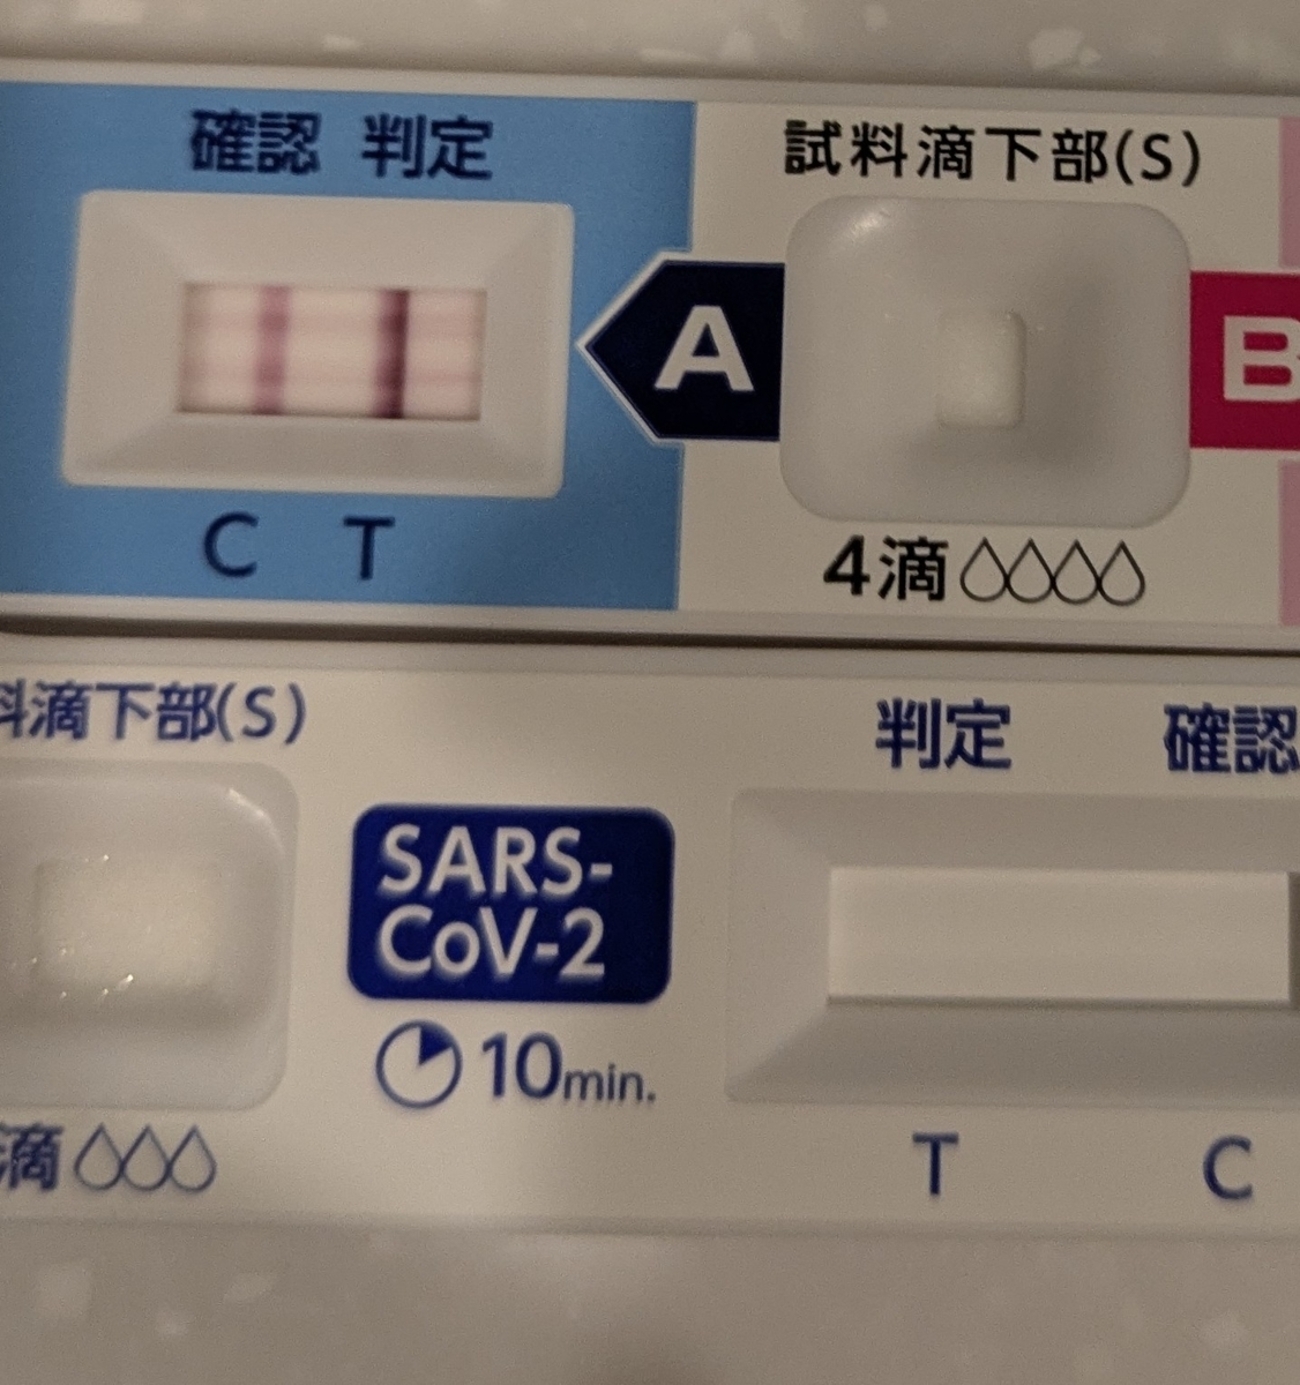 確認 判定
試料滴下部(S)
A
B
C T
4滴
料滴下部(S)
判定 確認
SARS-
CoV-2
10min.
滴
T C